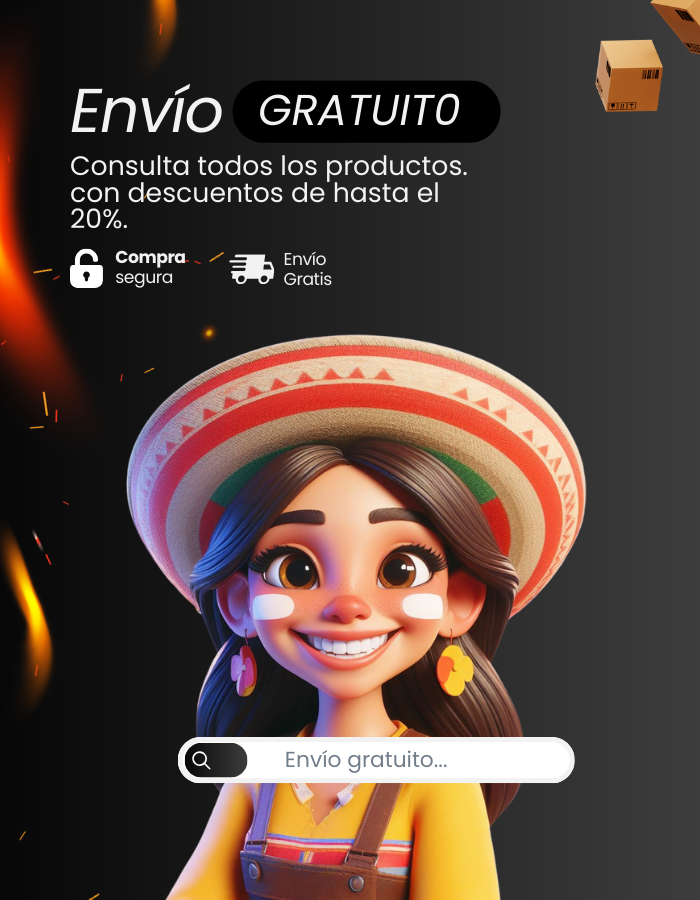 Envío GRATUITO
Consulta todos los productos.
con descuentos de hasta el
20%.
Compra
segura
Envío
Gratis
Envío gratuito...